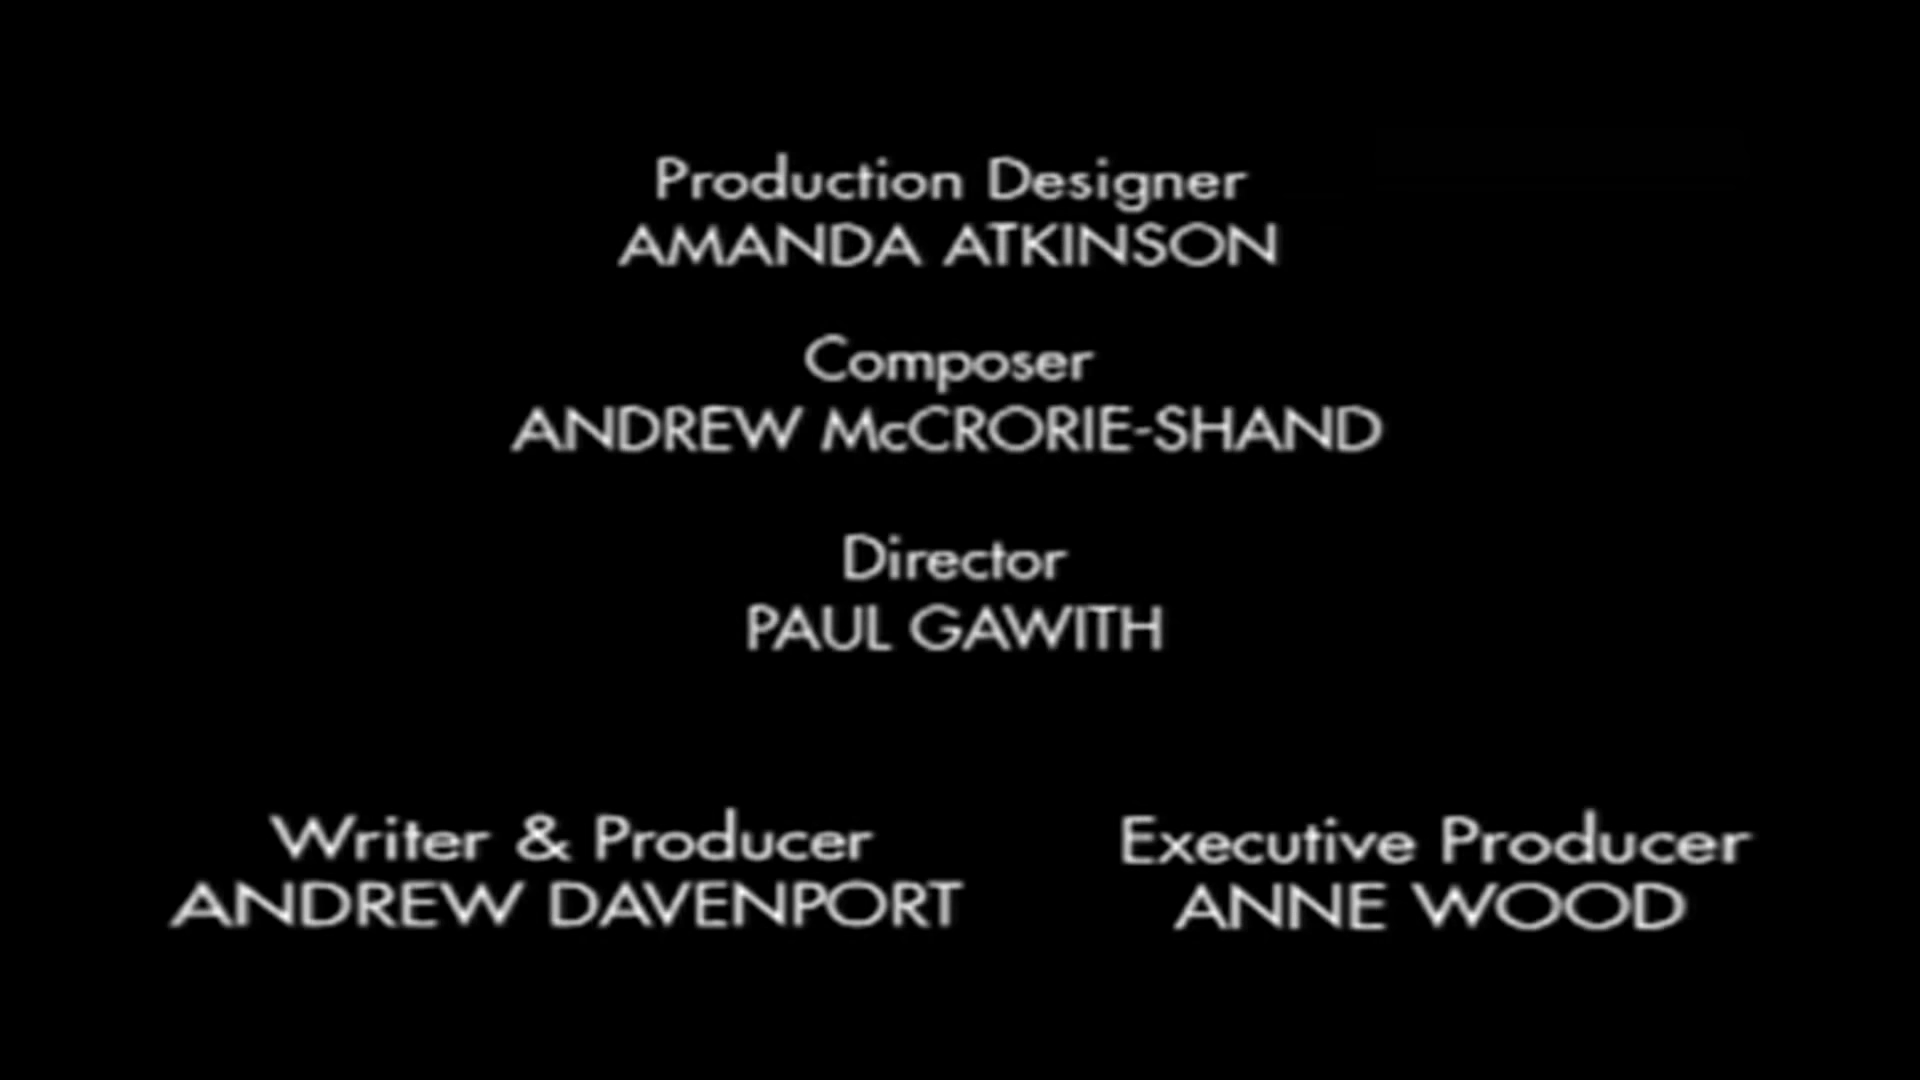 Production Designer
AMANDA ATKINSON
Composer
ANDREW McCRORIE-SHAND
Director
PAUL GAWITH
Writer & Producer
ANDREW DAVENPORT
Executive Producer
ANNE WOOD